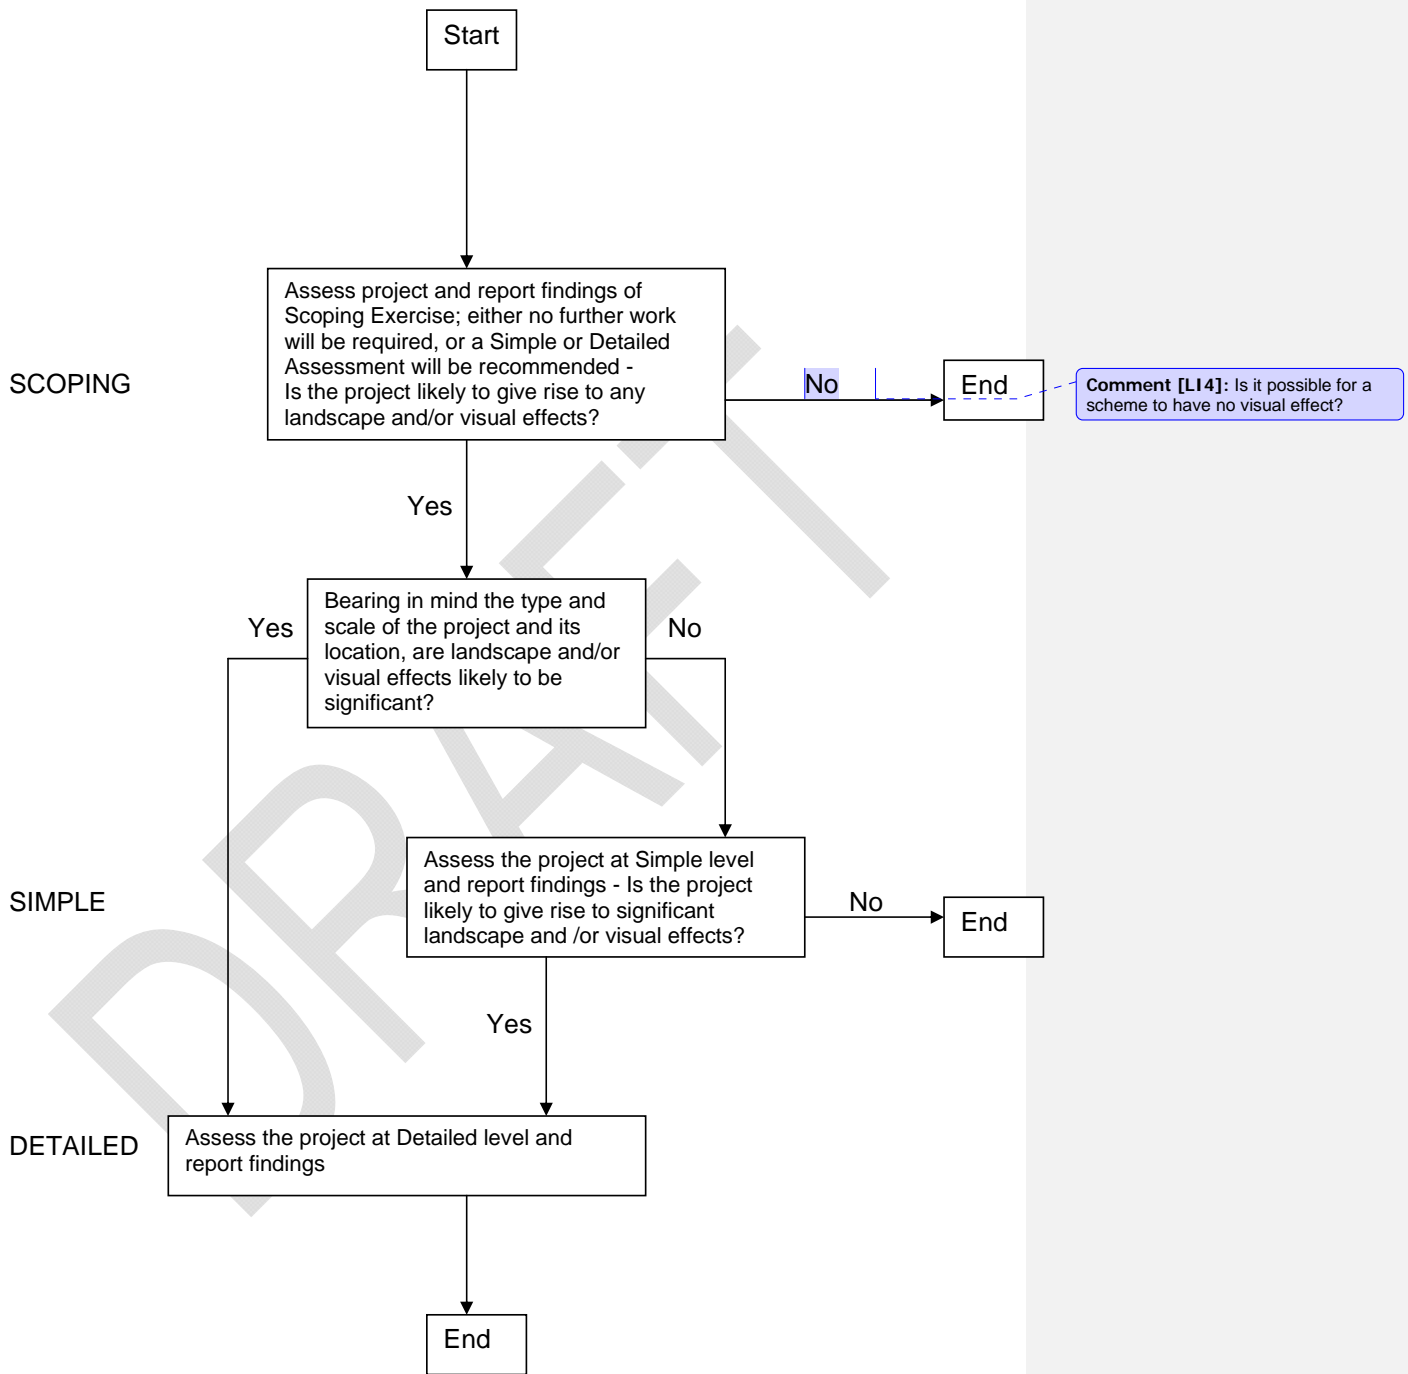 Start
Assess project and report findings of
Scoping Exercise; either no further work
will be required, or a Simple or Detailed
Assessment will be recommended -
Is the project likely to give rise to any
landscape and/or visual effects?
SCOPING
No
End
Comment [LI4]: Is it possible for a
scheme to have no visual effect?
Yes
Bearing in mind the type and
scale of the project and its
location, are landscape and/or
visual effects likely to be
significant?
Yes
No
Assess the project at Simple level
and report findings - Is the project
likely to give rise to significant
landscape and /or visual effects?
SIMPLE
No
End
Yes
DETAILED
Assess the project at Detailed level and
report findings
End
DRAFT